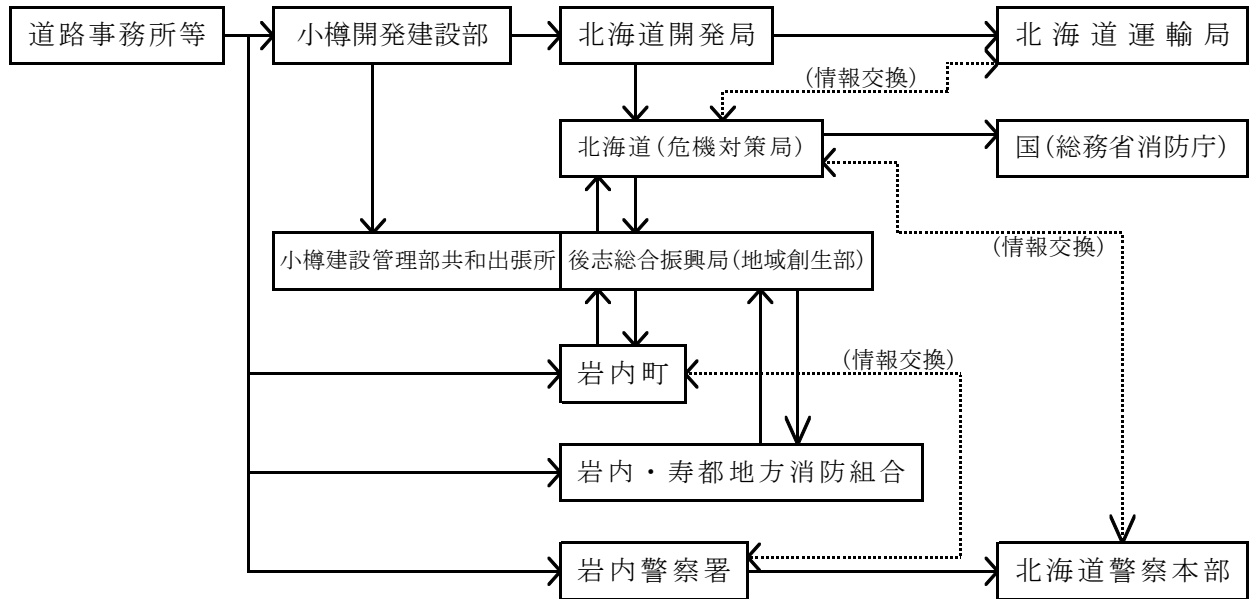 道路事務所等
小樽開発建設部
北海道開発局
北海道運輸局
(情報交換)
北海道(危機対策局)
国(総務省消防庁)
小樽建設管理部共和出張所
後志総合振興局(地域創生部)
(情報交換)
岩内町
(情報交換)
岩内・寿都地方消防組合
岩内警察署
北海道警察本部